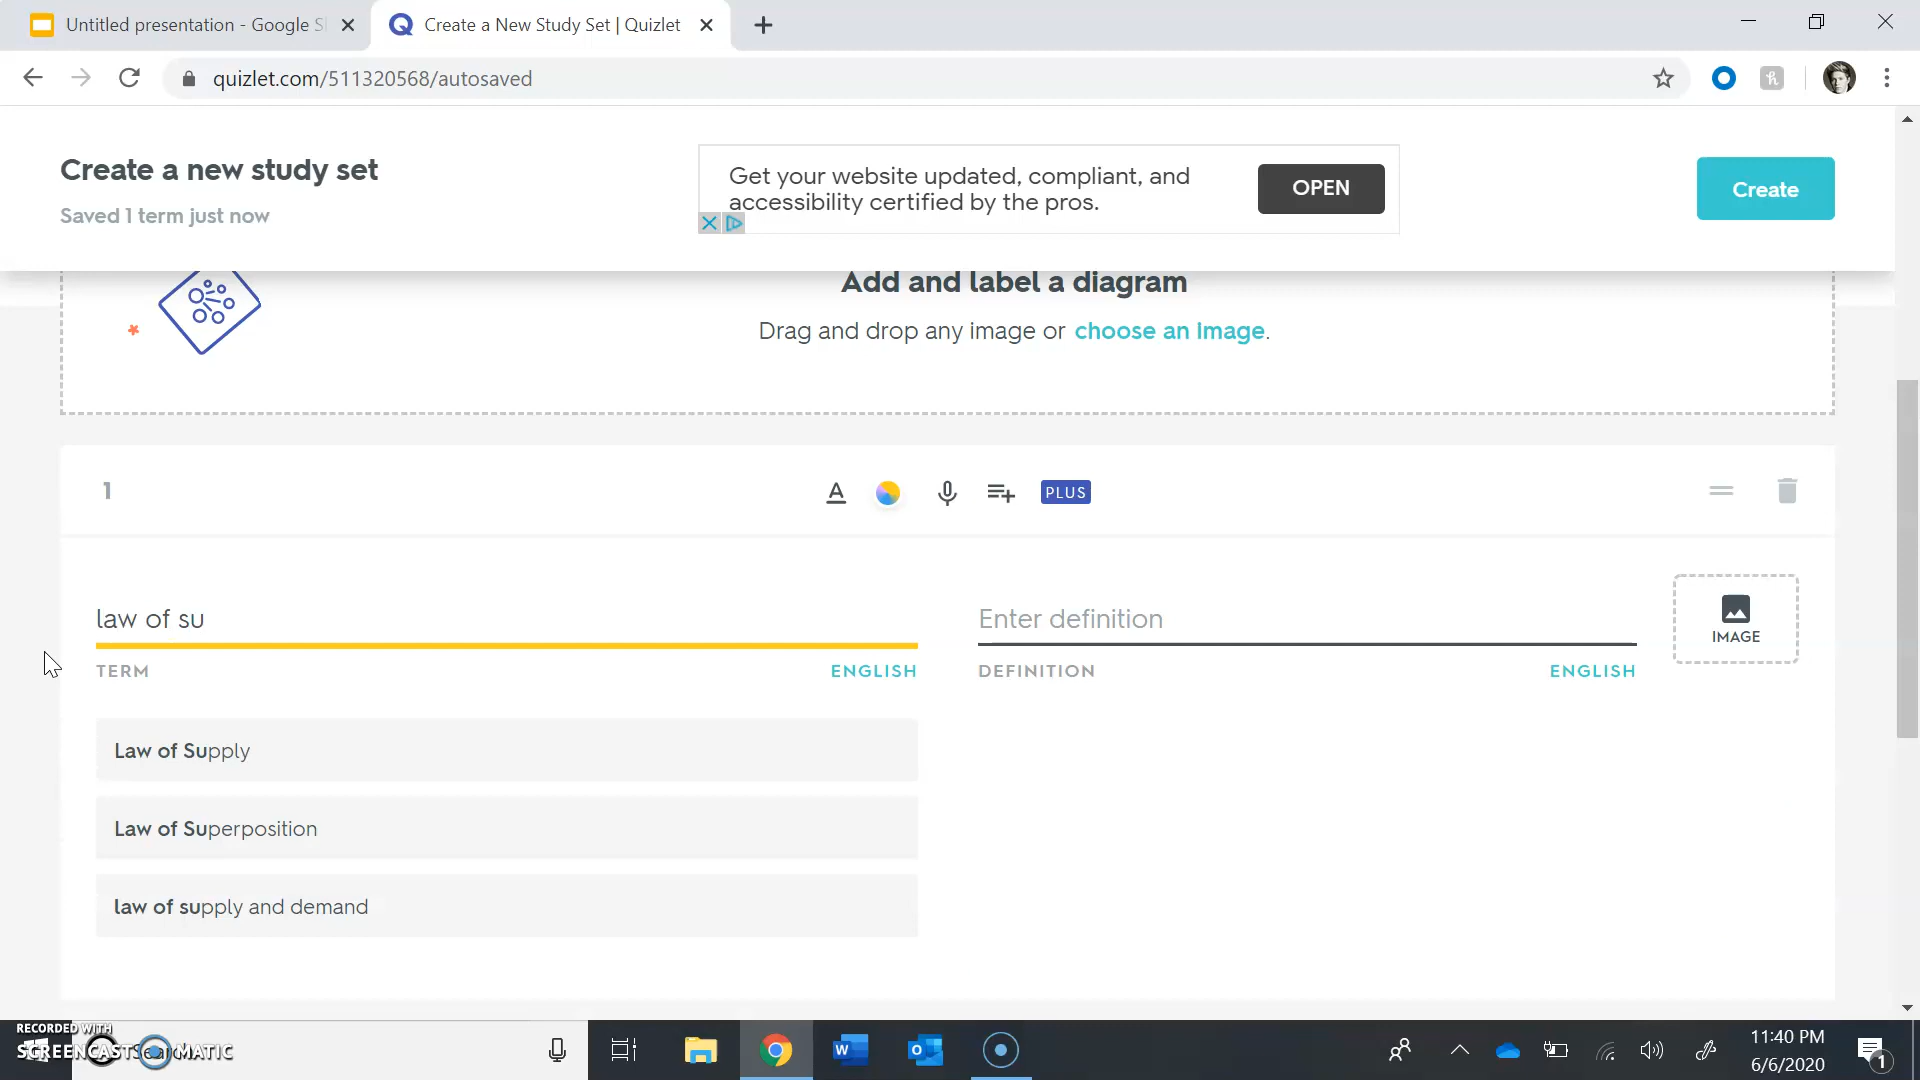 Untitled presentation - Google Sl
Create a New Study Set | Quizlet
quizlet.com/511320568/autosaved
Create a new study set
Saved 1 term just now
Get your website updated, compliant, and
accessibility certified by the pros.
OPEN
Create
Add and label a diagram
Drag and drop any image or choose an Image.
1
PLUS
law of su
Enter definition
IMAGE
TERM
ENGLISH
DEFINITION
ENGLISH
Law of Supply
Law of Superposition
law of supply and demand
RECORDED WITH
SCREENCAST-O-MATIC
11:40 PM
6/6/2020
1